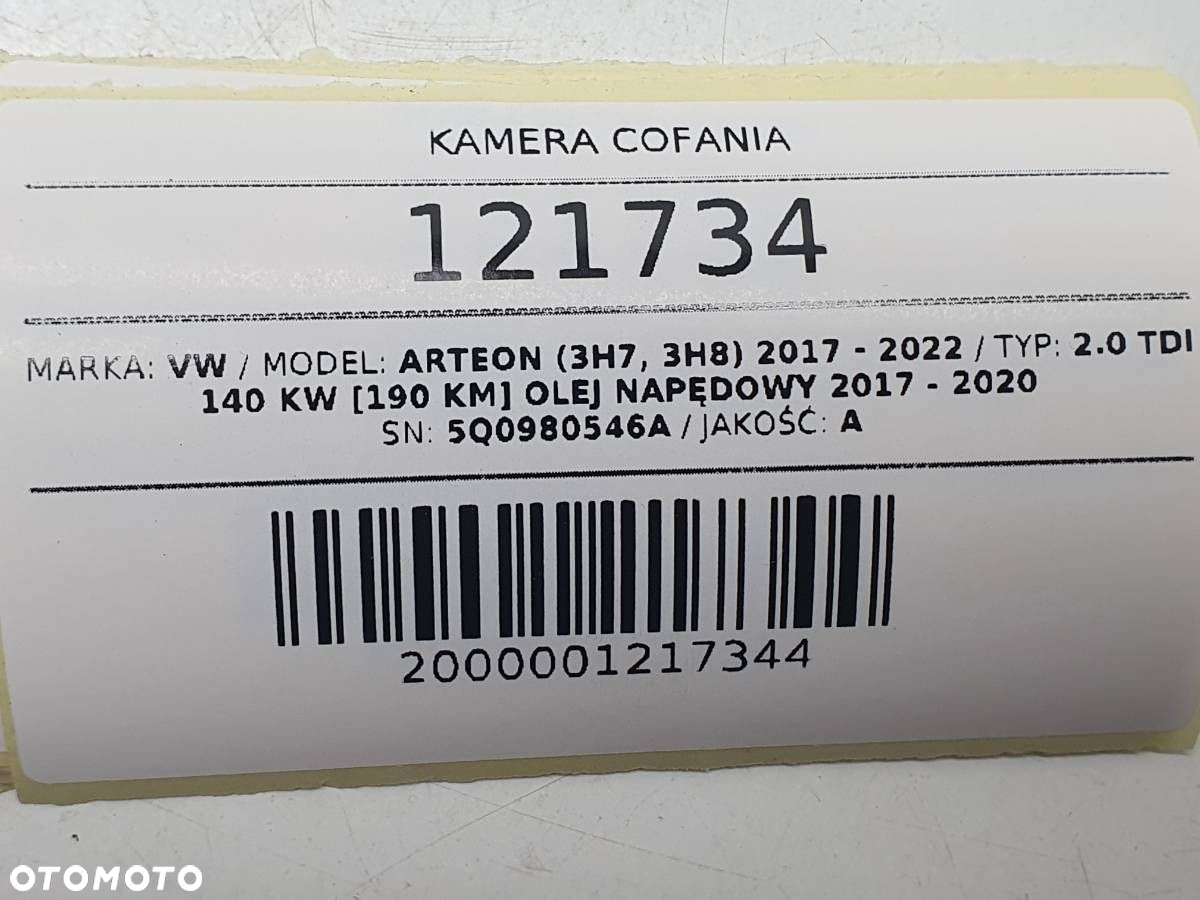 KAMERA COFANIA
121734
MARKA: VW / MODEL: ARTEON (3H7, 3H8) 2017 - 2022 / TYP: 2.0 TDI
140 KW [190 KM] OLEJ NAPĘDOWY 2017 - 2020
SN: 5Q0980546A / JAKOŚĆ: A
2000001217344
OTOMOTO